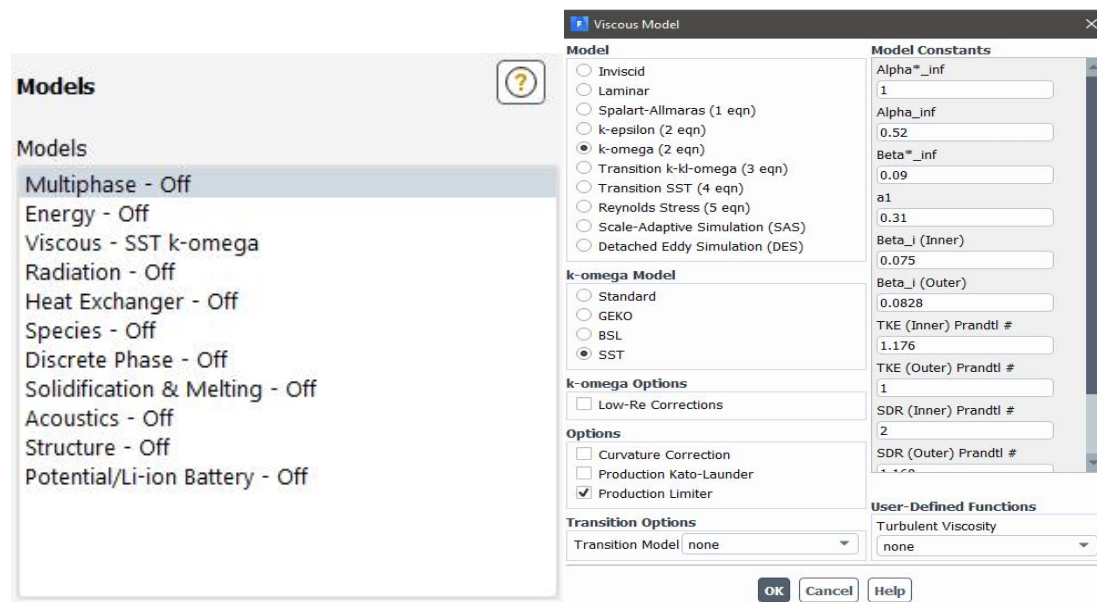 Models
Models
Multiphase - Off
Energy - Off
Viscous - SST k-omega
Radiation - Off
Heat Exchanger - Off
Species - Off
Discrete Phase - Off
Solidification & Melting - Off
Acoustics - Off
Structure - Off
Potential/Li-ion Battery - Off
Viscous Model
Model
Inviscid
Laminar
Spalart-Allmaras (1 eqn)
k-epsilon (2 eqn)
k-omega (2 eqn)
Transition k-kl-omega (3 eqn)
Transition SST (4 eqn)
Reynolds Stress (5 eqn)
Scale-Adaptive Simulation (SAS)
Detached Eddy Simulation (DES)
k-omega Model
Standard
GEKO
BSL
SST
k-omega Options
Low-Re Corrections
Options
Curvature Correction
Production Kato-Launder
Production Limiter
Transition Options
Transition Model none
Model Constants
Alpha*_inf
1
Alpha_inf
0.52
Beta*_inf
0.09
a1
0.31
Beta_i (Inner)
0.075
Beta_i (Outer)
0.0828
TKE (Inner) Prandtl #
1.176
TKE (Outer) Prandtl #
1
SDR (Inner) Prandtl #
2
SDR (Outer) Prandtl #
User-Defined Functions
Turbulent Viscosity
none
OK Cancel Help